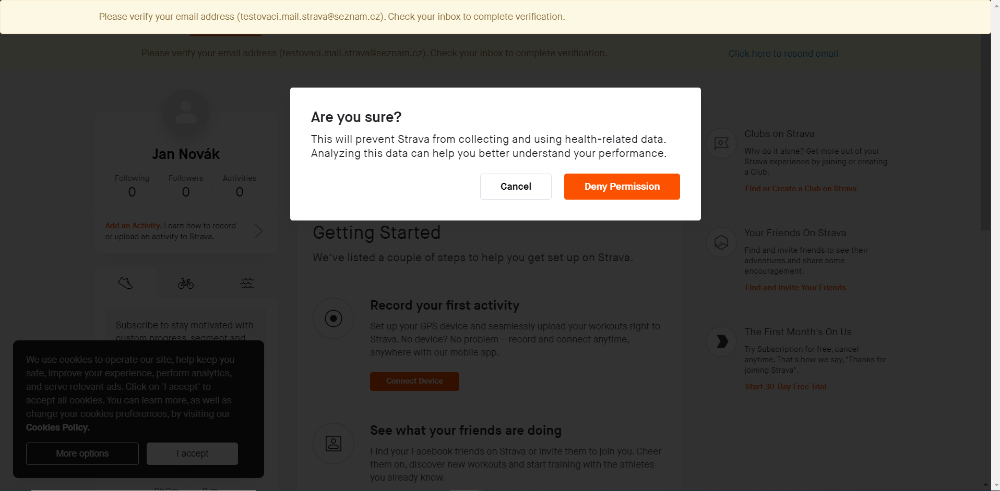 Please verify your email address (testovaci.mail.strava@seznam.cz). Check your inbox to complete verification.
Please verify your email address (testovaci.mail.strava@seznam.cz). Check your inbox to complete verification.
Click here to resend email
Are you sure?
This will prevent Strava from collecting and using health-related data.
Analyzing this data can help you better understand your performance.
Cancel
Deny Permission
Jan Novák
Following
Followers
Activities
0
0
0
Add an Activity. Learn how to record
or upload an activity to Strava.
Subscribe to stay motivated with
custom progress, segment and
We use cookies to operate our site, help keep you
safe, improve your experience, perform analytics,
and serve relevant ads. Click on 'I accept' to
accept all cookies. You can learn more, as well as
change your cookies preferences, by visiting our
Cookies Policy.
More options
I accept
0h0m
0 m
Getting Started
We've listed a couple of steps to help you get set up on Strava.
Record your first activity
Set up your GPS device and seamlessly upload your workouts right to
Strava. No device? No problem – record and connect anytime,
anywhere with our mobile app.
Connect Device
See what your friends are doing
Find your Facebook friends on Strava or invite them to join you. Cheer
them on, discover new workouts and start training with the athletes
you already know.
Clubs on Strava
Why do it alone? Get more out of your
Strava experience by joining or creating
a Club.
Find or Create a Club on Strava
Your Friends On Strava
Find and invite friends to see their
adventures and share some
encouragement.
Find and Invite Your Friends
The First Month's On Us
Try Subscription for free, cancel
anytime. That's how we say, "Thanks for
joining Strava".
Start 30-Day Free Trial